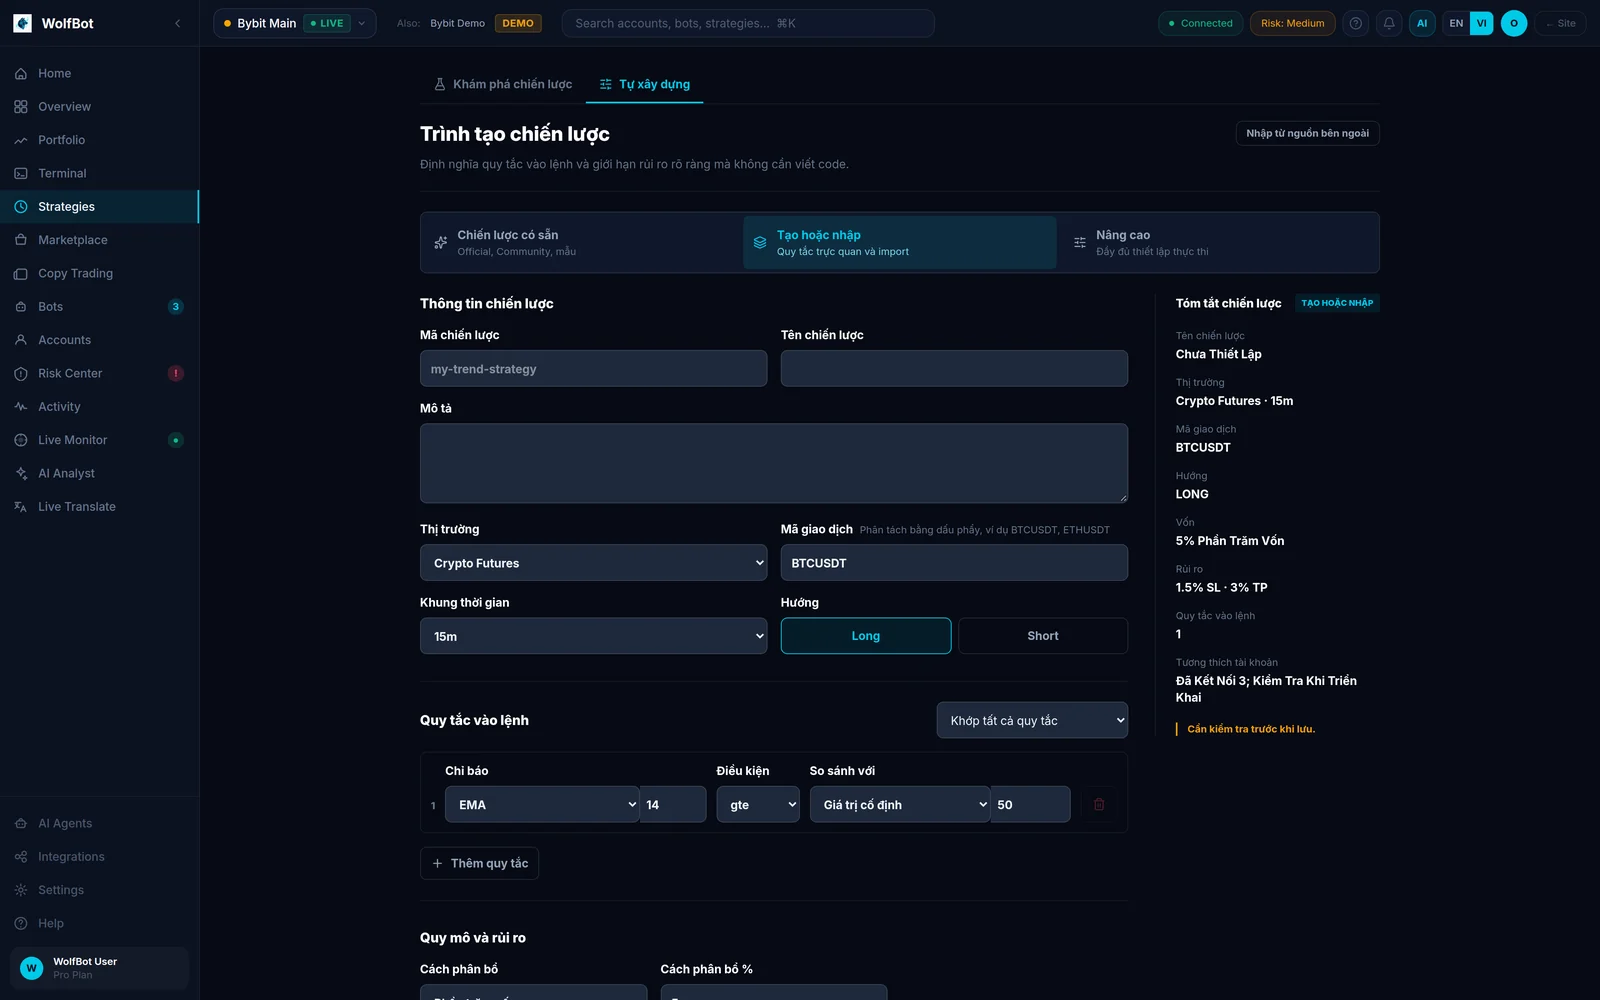 WolfBot
Bybit Main
LIVE
Also:
Bybit Demo
DEMO
Search accounts, bots, strategies... ⌘K
Connected
Risk: Medium
AI
EN
VI
O
← Site
Home
Overview
Portfolio
Terminal
Strategies
Marketplace
Copy Trading
Bots
3
Accounts
Risk Center
!
Activity
Live Monitor
AI Analyst
Live Translate
AI Agents
Integrations
Settings
Help
W
WolfBot User
Pro Plan
Khám phá chiến lược
Tự xây dựng
Trình tạo chiến lược
Nhập từ nguồn bên ngoài
Định nghĩa quy tắc vào lệnh và giới hạn rủi ro rõ ràng mà không cần viết code.
Chiến lược có sẵn
Official, Community, mẫu
Tạo hoặc nhập
Quy tắc trực quan và import
Nâng cao
Đầy đủ thiết lập thực thi
Thông tin chiến lược
Mã chiến lược
Tên chiến lược
my-trend-strategy
Mô tả
Thị trường
Mã giao dịch
Phân tách bằng dấu phẩy, ví dụ BTCUSDT, ETHUSDT
Crypto Futures
BTCUSDT
Khung thời gian
Hướng
15m
Long
Short
Quy tắc vào lệnh
Khớp tất cả quy tắc
Chỉ báo
Điều kiện
So sánh với
1
EMA
14
gte
Giá trị cố định
50
+ Thêm quy tắc
Quy mô và rủi ro
Cách phân bổ
Cách phân bổ %
Tóm tắt chiến lược
TẠO HOẶC NHẬP
Tên chiến lược
Chưa Thiết Lập
Thị trường
Crypto Futures · 15m
Mã giao dịch
BTCUSDT
Hướng
LONG
Vốn
5% Phần Trăm Vốn
Rủi ro
1.5% SL · 3% TP
Quy tắc vào lệnh
1
Tương thích tài khoản
Đã Kết Nối 3; Kiểm Tra Khi Triển
Khai
Cần kiểm tra trước khi lưu.